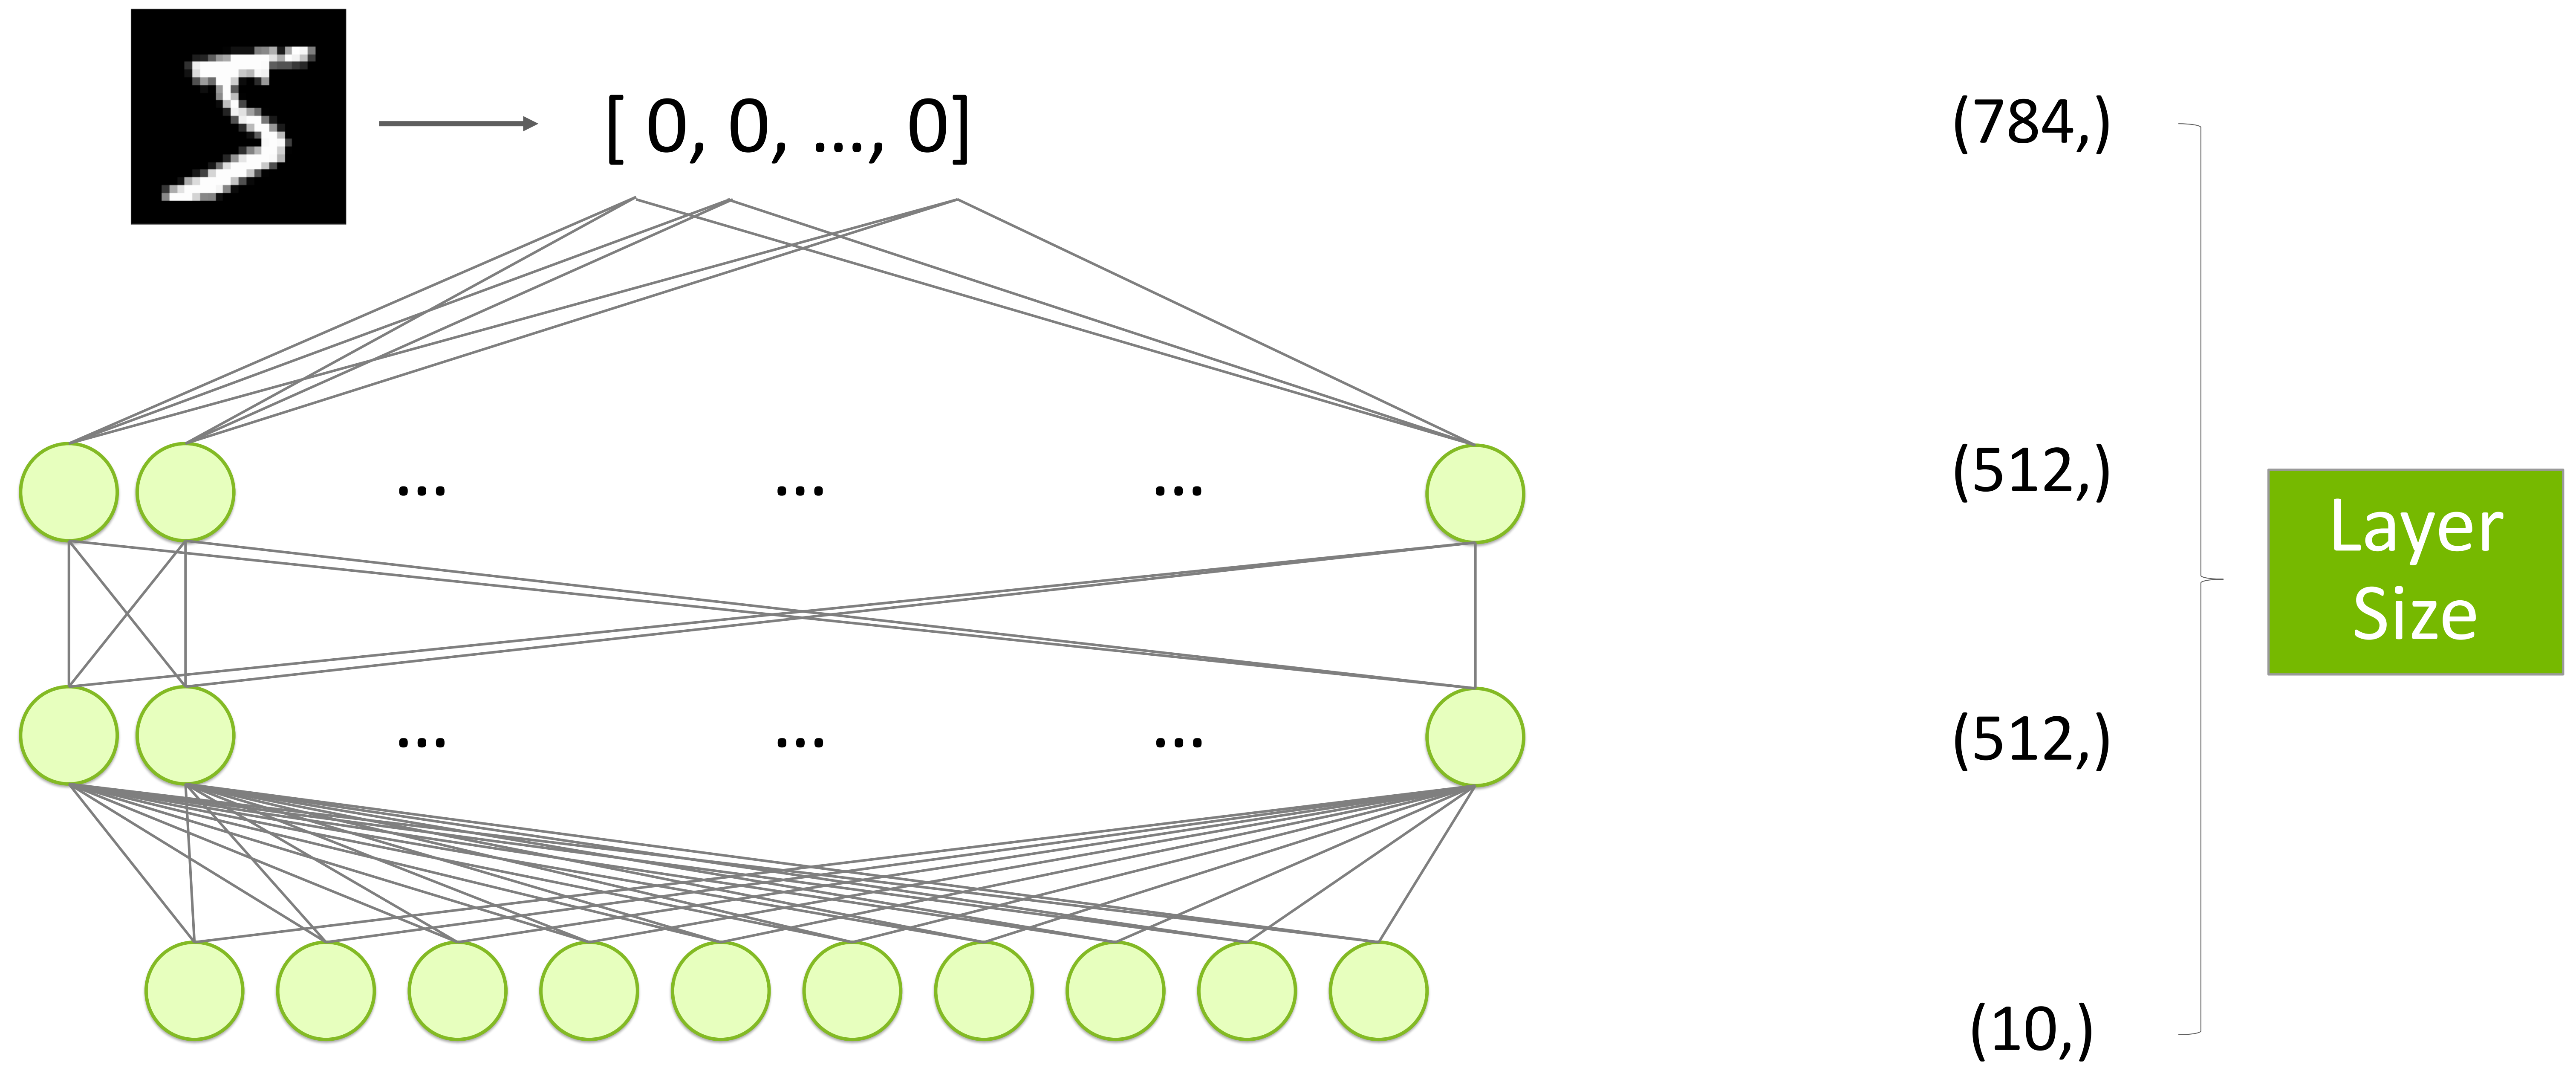 [ 0, 0, ..., 0]
(784,)
... ... ...
(512,)
Layer
Size
... ... ...
(512,)
(10,)